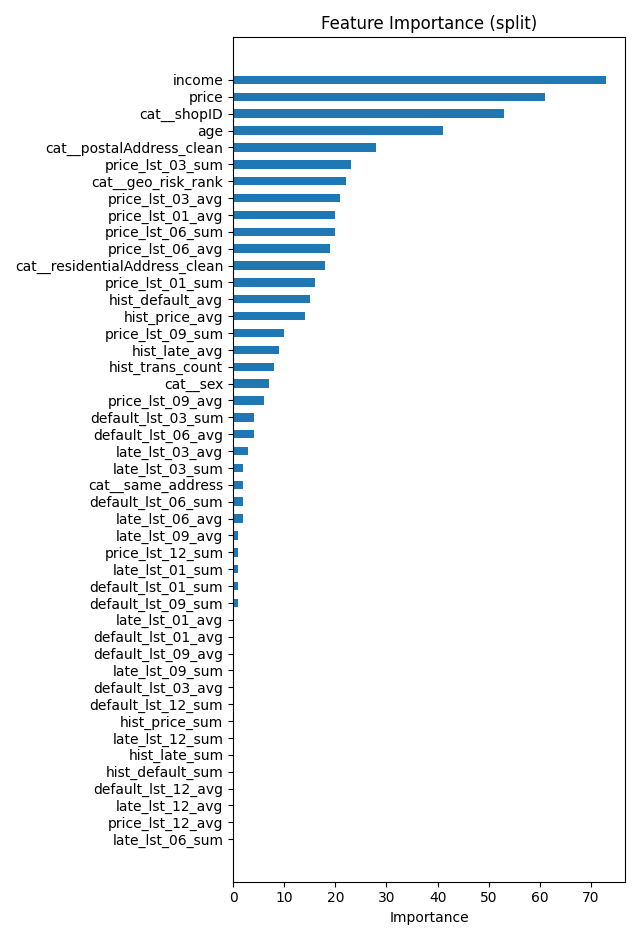 Feature Importance (split)
income
price
cat__shopID
age
cat__postalAddress_clean
price_lst_03_sum
cat__geo_risk_rank
price_lst_03_avg
price_lst_01_avg
price_lst_06_sum
price_lst_06_avg
cat__residentialAddress_clean
price_lst_01_sum
hist_default_avg
hist_price_avg
price_lst_09_sum
hist_late_avg
hist_trans_count
cat__sex
price_lst_09_avg
default_lst_03_sum
default_lst_06_avg
late_lst_03_avg
late_lst_03_sum
cat__same_address
default_lst_06_sum
late_lst_06_avg
late_lst_09_avg
price_lst_12_sum
late_lst_01_sum
default_lst_01_sum
default_lst_09_sum
late_lst_01_avg
default_lst_01_avg
default_lst_09_avg
late_lst_09_sum
default_lst_03_avg
default_lst_12_sum
hist_price_sum
late_lst_12_sum
hist_late_sum
hist_default_sum
default_lst_12_avg
late_lst_12_avg
price_lst_12_avg
late_lst_06_sum
0 10 20 30 40 50 60 70
Importance